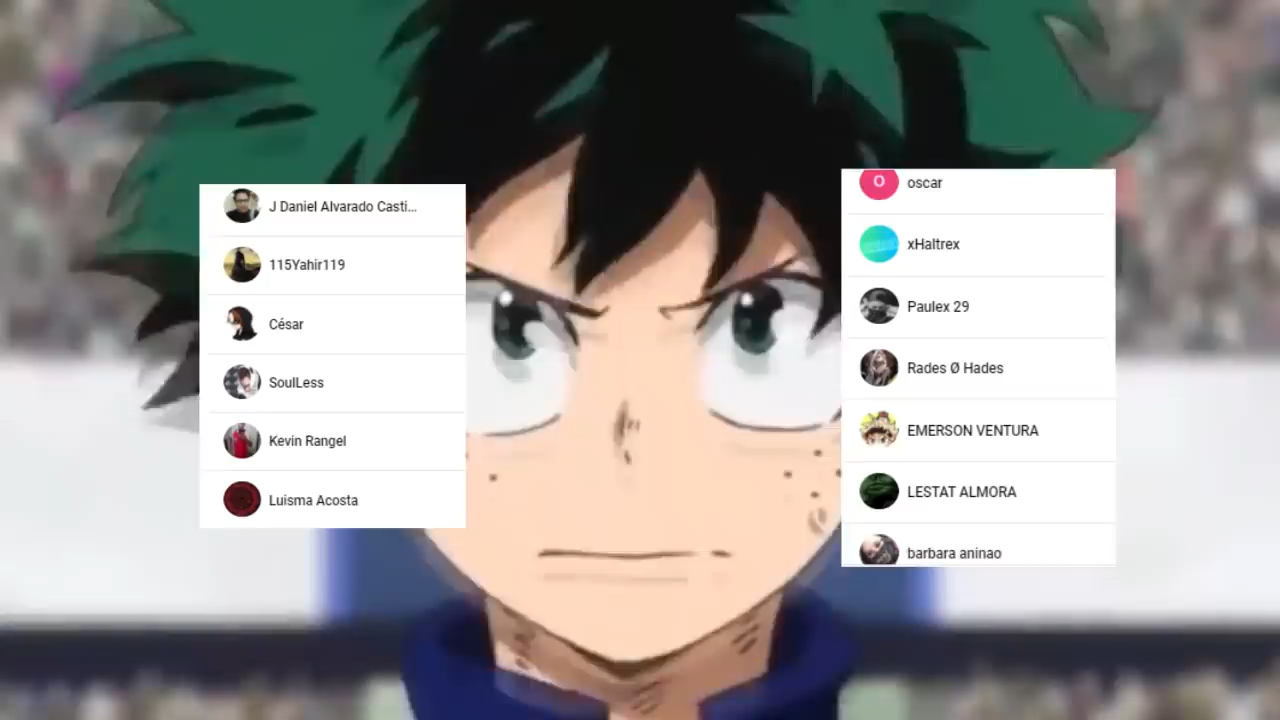 J Daniel Alvarado Casti...
115Yahir119
César
SoulLess
Kevin Rangel
Luisma Acosta
O
oscar
xHaltrex
Paulex 29
Rades Ø Hades
EMERSON VENTURA
LESTAT ALMORA
barbara aninao